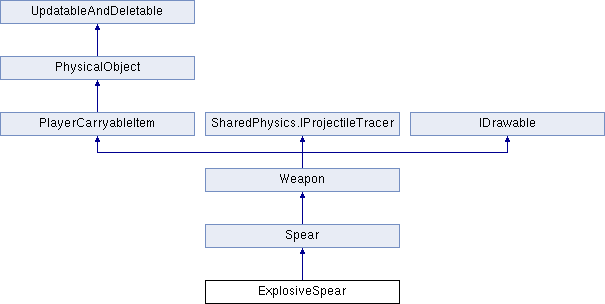 UpdatableAndDeletable
PhysicalObject
PlayerCarryableItem
SharedPhysics.IProjectileTracer
IDrawable
Weapon
Spear
ExplosiveSpear